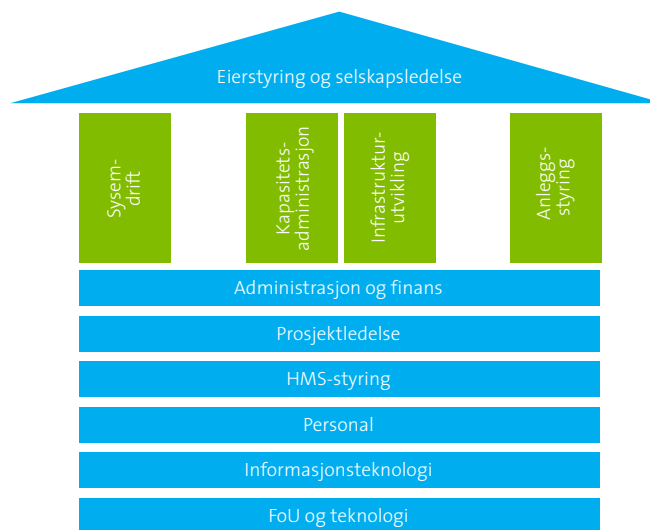 Eierstyring og selskapsledelse
Sysem-
drift
Kapasitets-
administrasjon
Infrastruktur-
utvikling
Anleggs-
styring
Administrasjon og finans
Prosjektledelse
HMS-styring
Personal
Informasjonsteknologi
FoU og teknologi